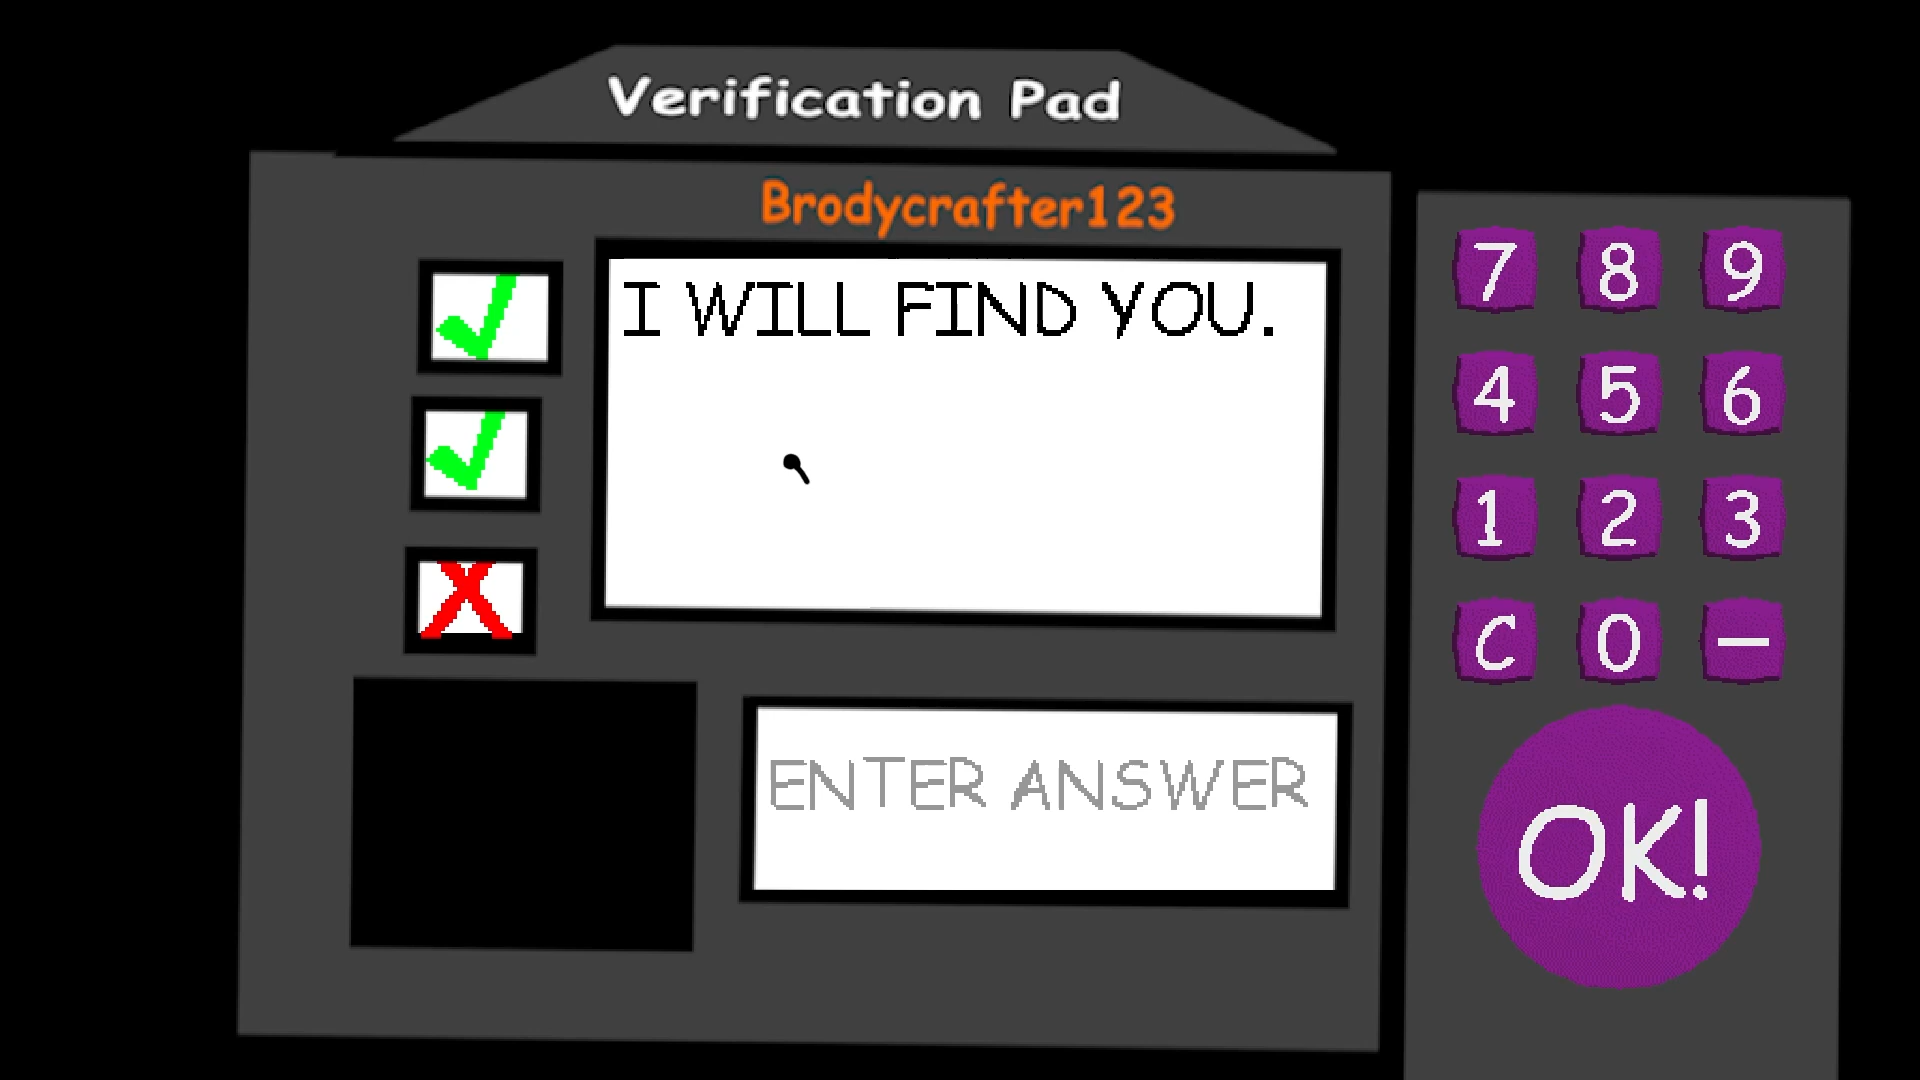 Verification Pad
Brodycrafter123
I WILL FIND YOU.
7 8 9
4 5 6
1 2 3
C 0 –
ENTER ANSWER
OK!